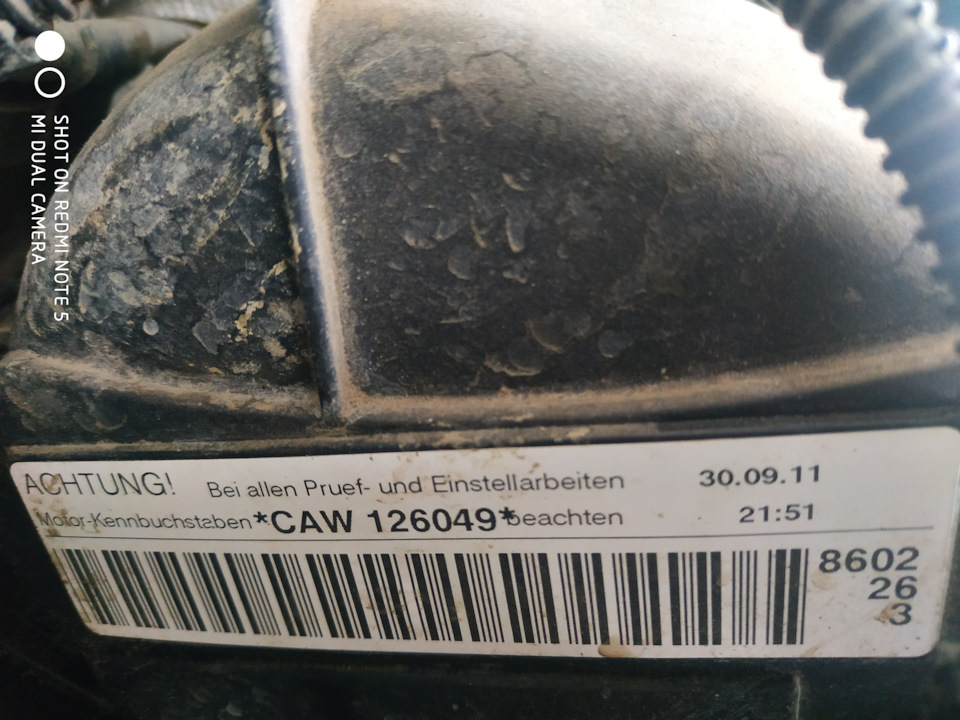 SHOT ON REDMI NOTE 5
MI DUAL CAMERA
ACHTUNG! Bei allen Pruef- und Einstellarbeiten 30.09.11
Motor-Kennbuchstaben *CAW 126049* beachten 21:51
8602
26
3